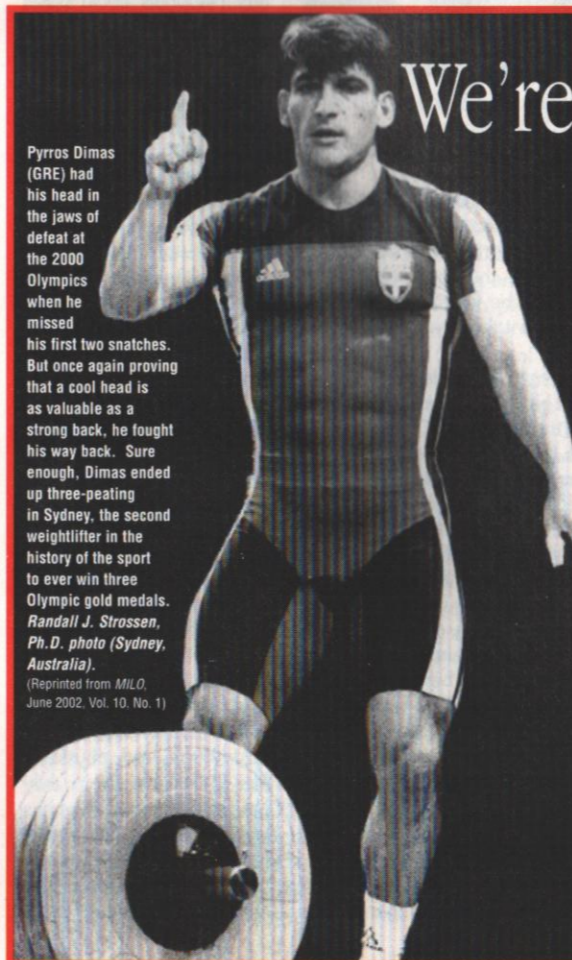 We're
Pyrros Dimas
(GRE) had
his head in
the jaws of
defeat at
the 2000
Olympics
when he
missed
his first two snatches.
But once again proving
that a cool head is
as valuable as a
strong back, he fought
his way back.  Sure
enough, Dimas ended
up three-peating
in Sydney, the second
weightlifter in the
history of the sport
to ever win three
Olympic gold medals.
Randall J. Strossen,
Ph.D. photo (Sydney,
Australia).
(Reprinted from MILO,
June 2002, Vol. 10, No. 1)
adidas